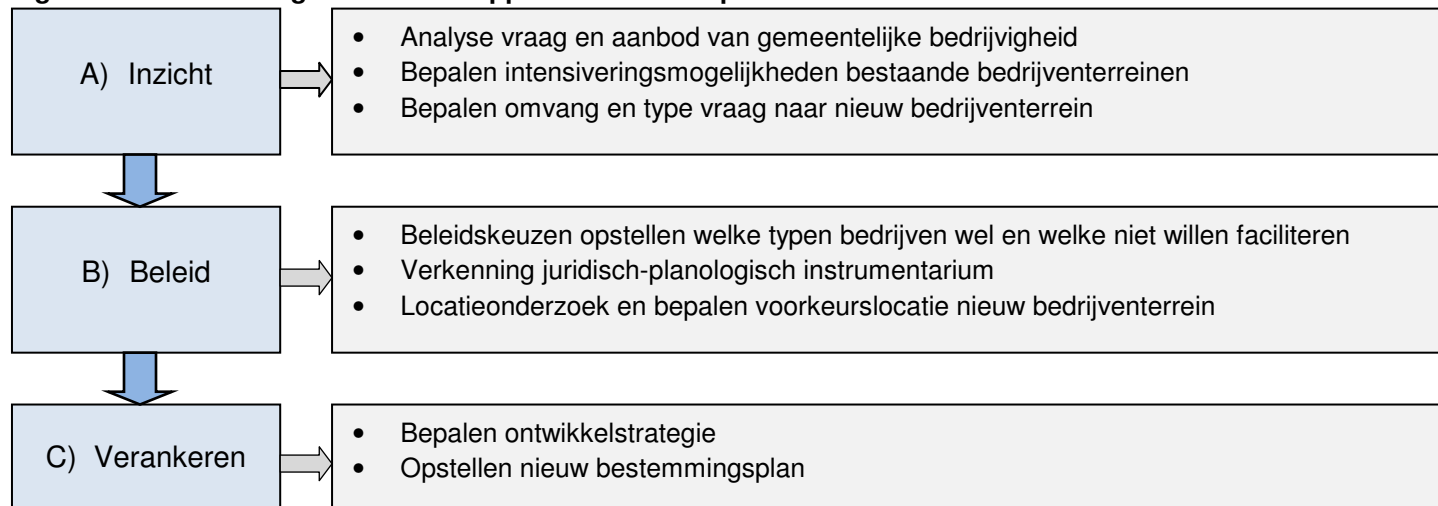 A) Inzicht
• Analyse vraag en aanbod van gemeentelijke bedrijvigheid
• Bepalen intensiveringsmogelijkheden bestaande bedrijventerreinen
• Bepalen omvang en type vraag naar nieuw bedrijventerrein
B) Beleid
• Beleidskeuzen opstellen welke typen bedrijven wel en welke niet willen faciliteren
• Verkenning juridisch-planologisch instrumentarium
• Locatieonderzoek en bepalen voorkeurslocatie nieuw bedrijventerrein
C) Verankeren
• Bepalen ontwikkelstrategie
• Opstellen nieuw bestemmingsplan